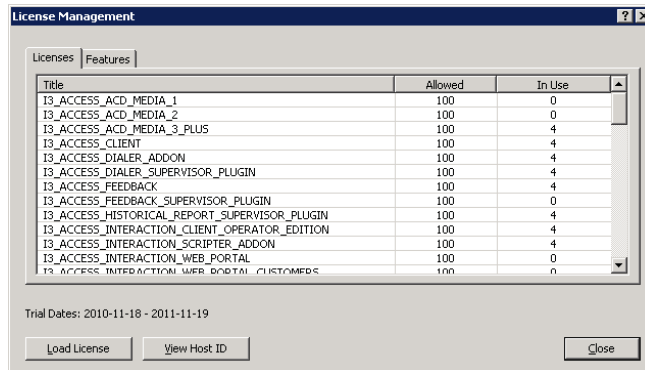 License Management
Licenses Features
Title Allowed In Use
I3_ACCESS_ACD_MEDIA_1 100 0
I3_ACCESS_ACD_MEDIA_2 100 0
I3_ACCESS_ACD_MEDIA_3_PLUS 100 4
I3_ACCESS_CLIENT 100 4
I3_ACCESS_DIALER_ADDON 100 4
I3_ACCESS_DIALER_SUPERVISOR_PLUGIN 100 4
I3_ACCESS_FEEDBACK 100 4
I3_ACCESS_FEEDBACK_SUPERVISOR_PLUGIN 100 0
I3_ACCESS_HISTORICAL_REPORT_SUPERVISOR_PLUGIN 100 4
I3_ACCESS_INTERACTION_CLIENT_OPERATOR_EDITION 100 4
I3_ACCESS_INTERACTION_SCRIPTER_ADDON 100 4
I3_ACCESS_INTERACTION_WEB_PORTAL 100 0
I3_ACCESS_INTERACTION_WEB_PORTAL_CUSTOMERS 100 0
Trial Dates: 2010-11-18 - 2011-11-19
Load License View Host ID Close